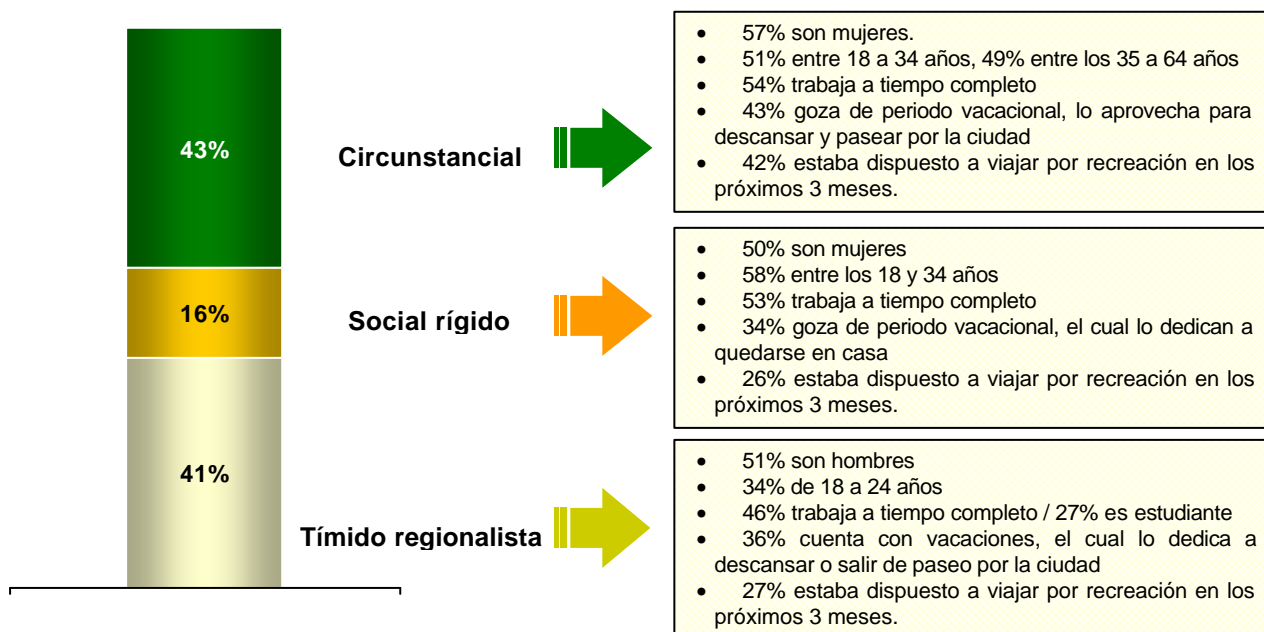 43%
Circunstancial
• 57% son mujeres.
• 51% entre 18 a 34 años, 49% entre los 35 a 64 años
• 54% trabaja a tiempo completo
• 43% goza de periodo vacacional, lo aprovecha para
descansar y pasear por la ciudad
• 42% estaba dispuesto a viajar por recreación en los
próximos 3 meses.
16%
Social rígido
• 50% son mujeres
• 58% entre los 18 y 34 años
• 53% trabaja a tiempo completo
• 34% goza de periodo vacacional, el cual lo dedican a
quedarse en casa
• 26% estaba dispuesto a viajar por recreación en los
próximos 3 meses.
41%
Tímido regionalista
• 51% son hombres
• 34% de 18 a 24 años
• 46% trabaja a tiempo completo / 27% es estudiante
• 36% cuenta con vacaciones, el cual lo dedica a
descansar o salir de paseo por la ciudad
• 27% estaba dispuesto a viajar por recreación en los
próximos 3 meses.